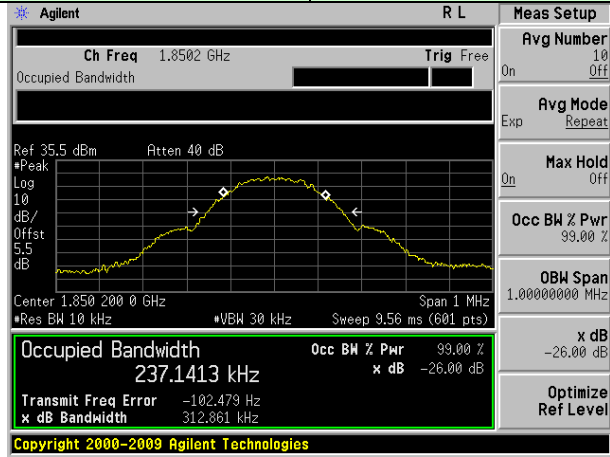 Agilent R L
Ch Freq 1.8502 GHz Trig Free
Occupied Bandwidth
Ref 35.5 dBm Atten 40 dB
#Peak
Log
10
dB/
Offst
5.5
dB
Center 1.850 200 0 GHz Span 1 MHz
#Res BW 10 kHz #VBW 30 kHz Sweep 9.56 ms (601 pts)
Occupied Bandwidth Occ BW % Pwr 99.00 %
237.1413 kHz x dB -26.00 dB
Transmit Freq Error -102.479 Hz
x dB Bandwidth 312.861 kHz
Copyright 2000-2009 Agilent Technologies
Meas Setup
Avg Number
10
On Off
Avg Mode
Exp Repeat
Max Hold
On Off
Occ BW % Pwr
99.00 %
OBW Span
1.00000000 MHz
x dB
-26.00 dB
Optimize
Ref Level